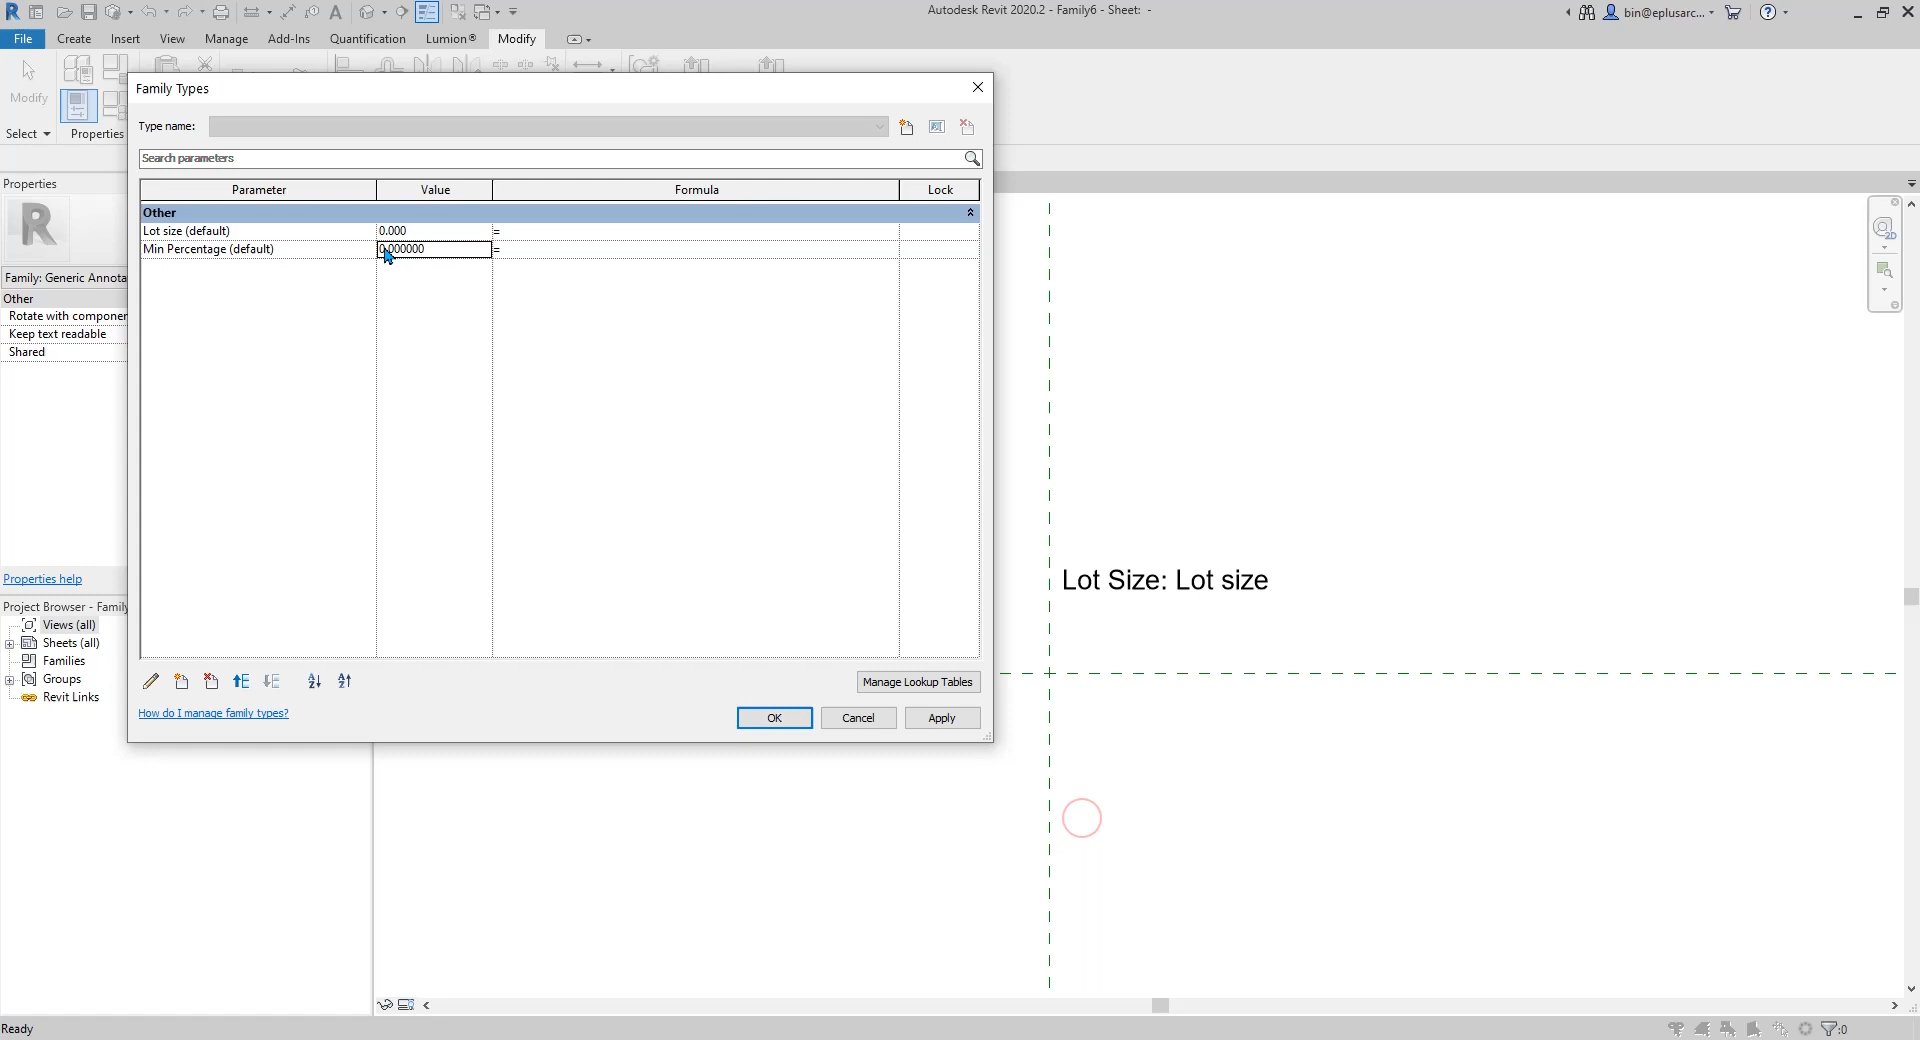 Autodesk Revit 2020.2 - Family6 - Sheet: -
bin@eplusarc...
File
Create
Insert
View
Manage
Add-Ins
Quantification
Lumion®
Modify
Modify
Select
Properties
Family Types
Type name:
Search parameters
Parameter
Value
Formula
Lock
Other
Lot size (default)
0.000
=
Min Percentage (default)
0.000000
=
Manage Lookup Tables
How do I manage family types?
OK
Cancel
Apply
Properties
Family: Generic Annota
Other
Rotate with componen
Keep text readable
Shared
Properties help
Project Browser - Family
Views (all)
Sheets (all)
Families
Groups
Revit Links
Lot Size: Lot size
2D
Ready
:0